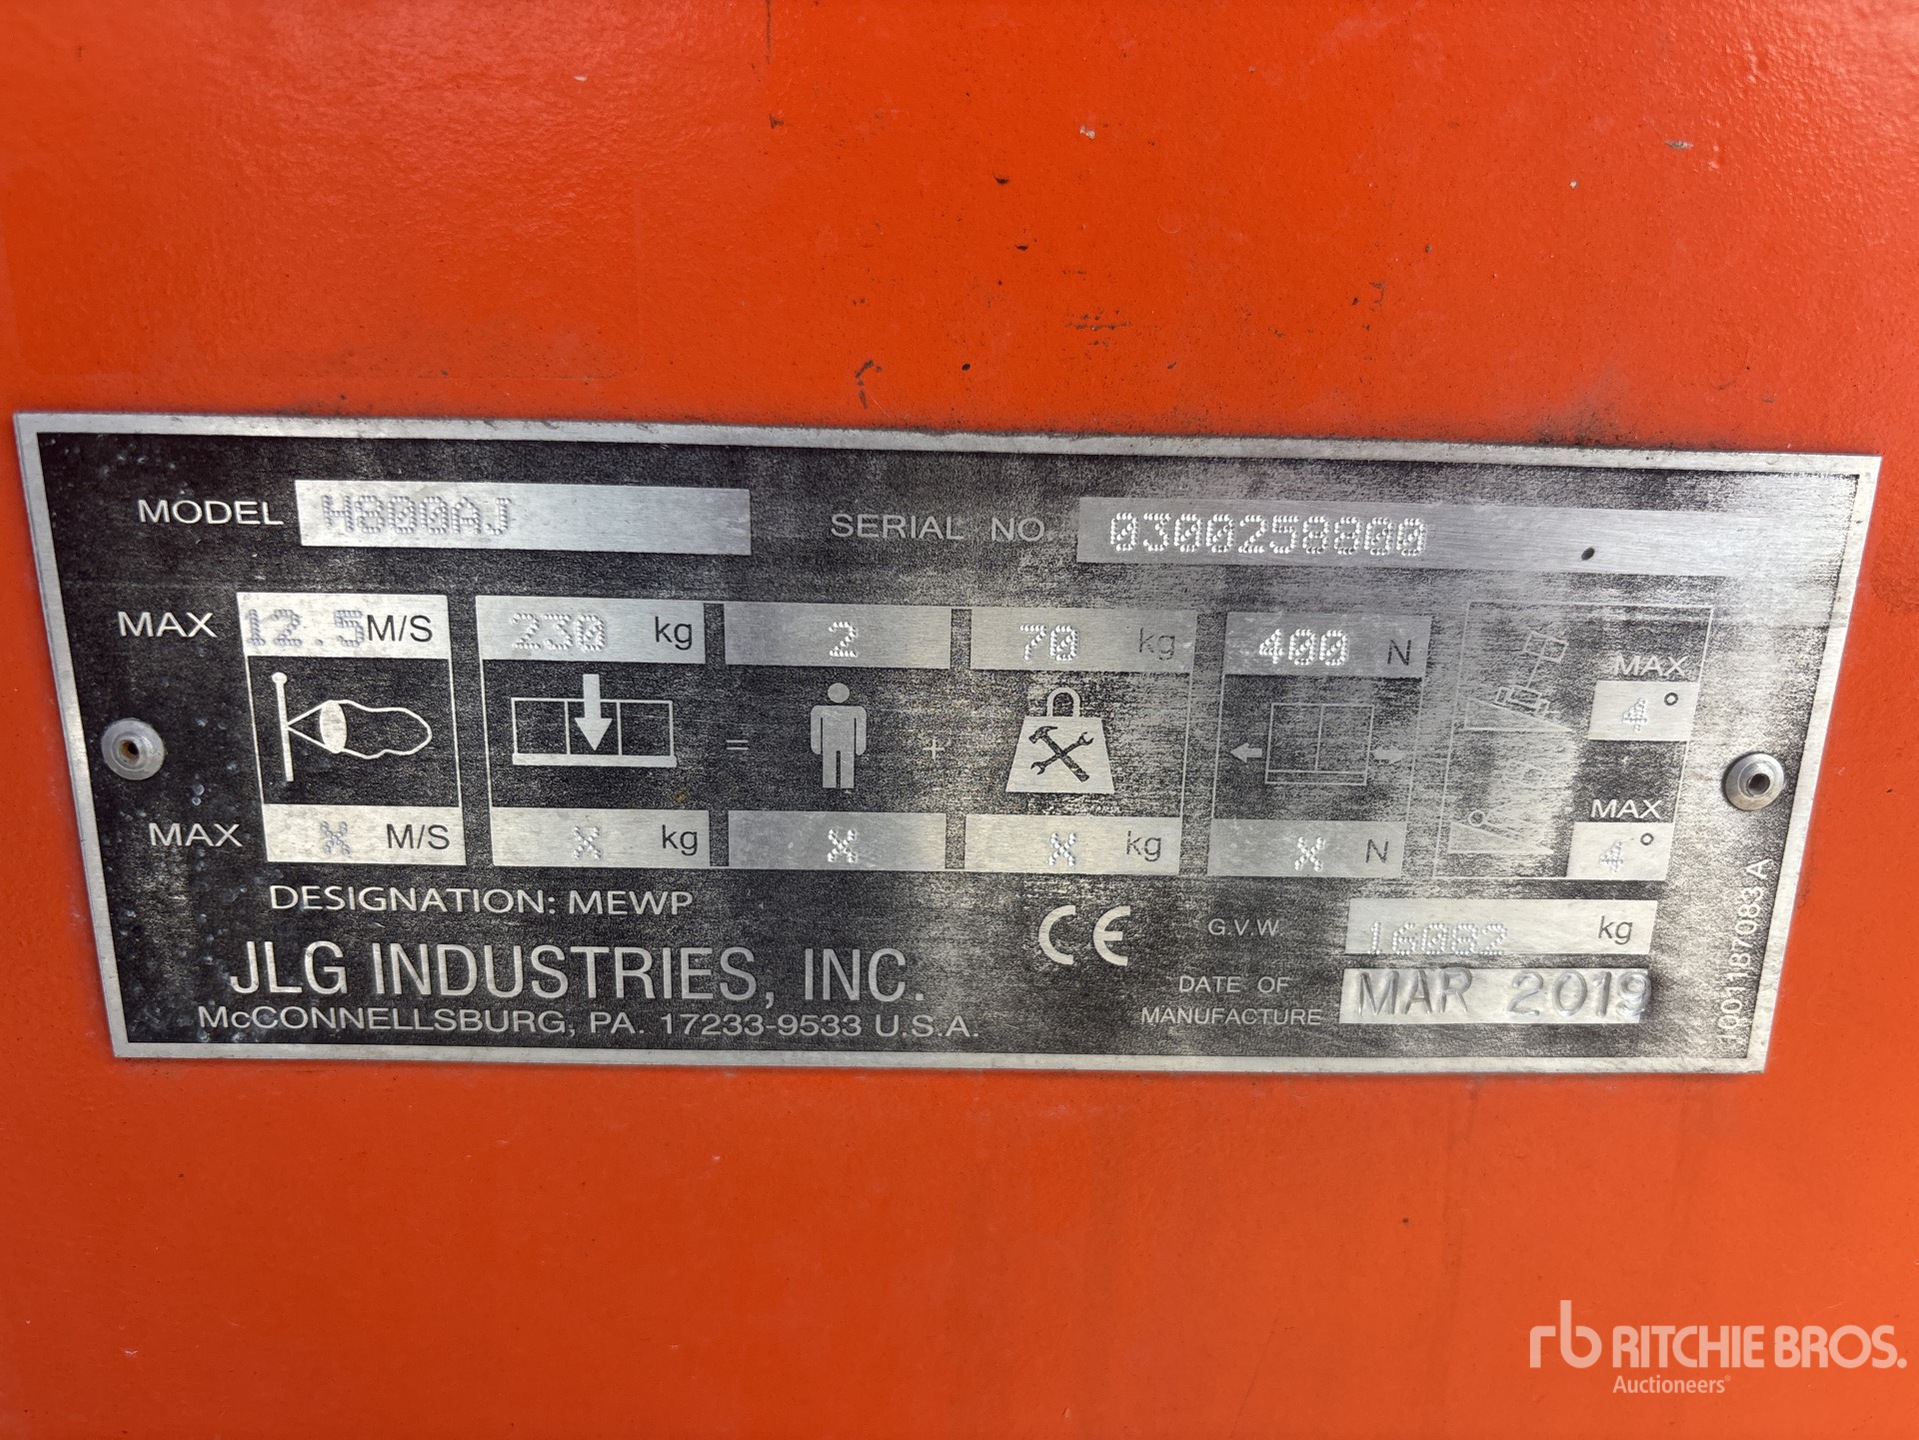 MODEL H800AJ SERIAL NO. 0300258800
MAX 12.5 M/S 230 kg 2 70 kg 400 N
MAX 4°
= +
MAX 4°
MAX X M/S X kg X X kg X N
DESIGNATION: MEWP
CE
G.V.W 16082 kg
JLG INDUSTRIES, INC.
McCONNELLSBURG, PA. 17233-9533 U.S.A.
DATE OF MANUFACTURE MAR 2019
1001187083 A
rb RITCHIE BROS.
Auctioneers